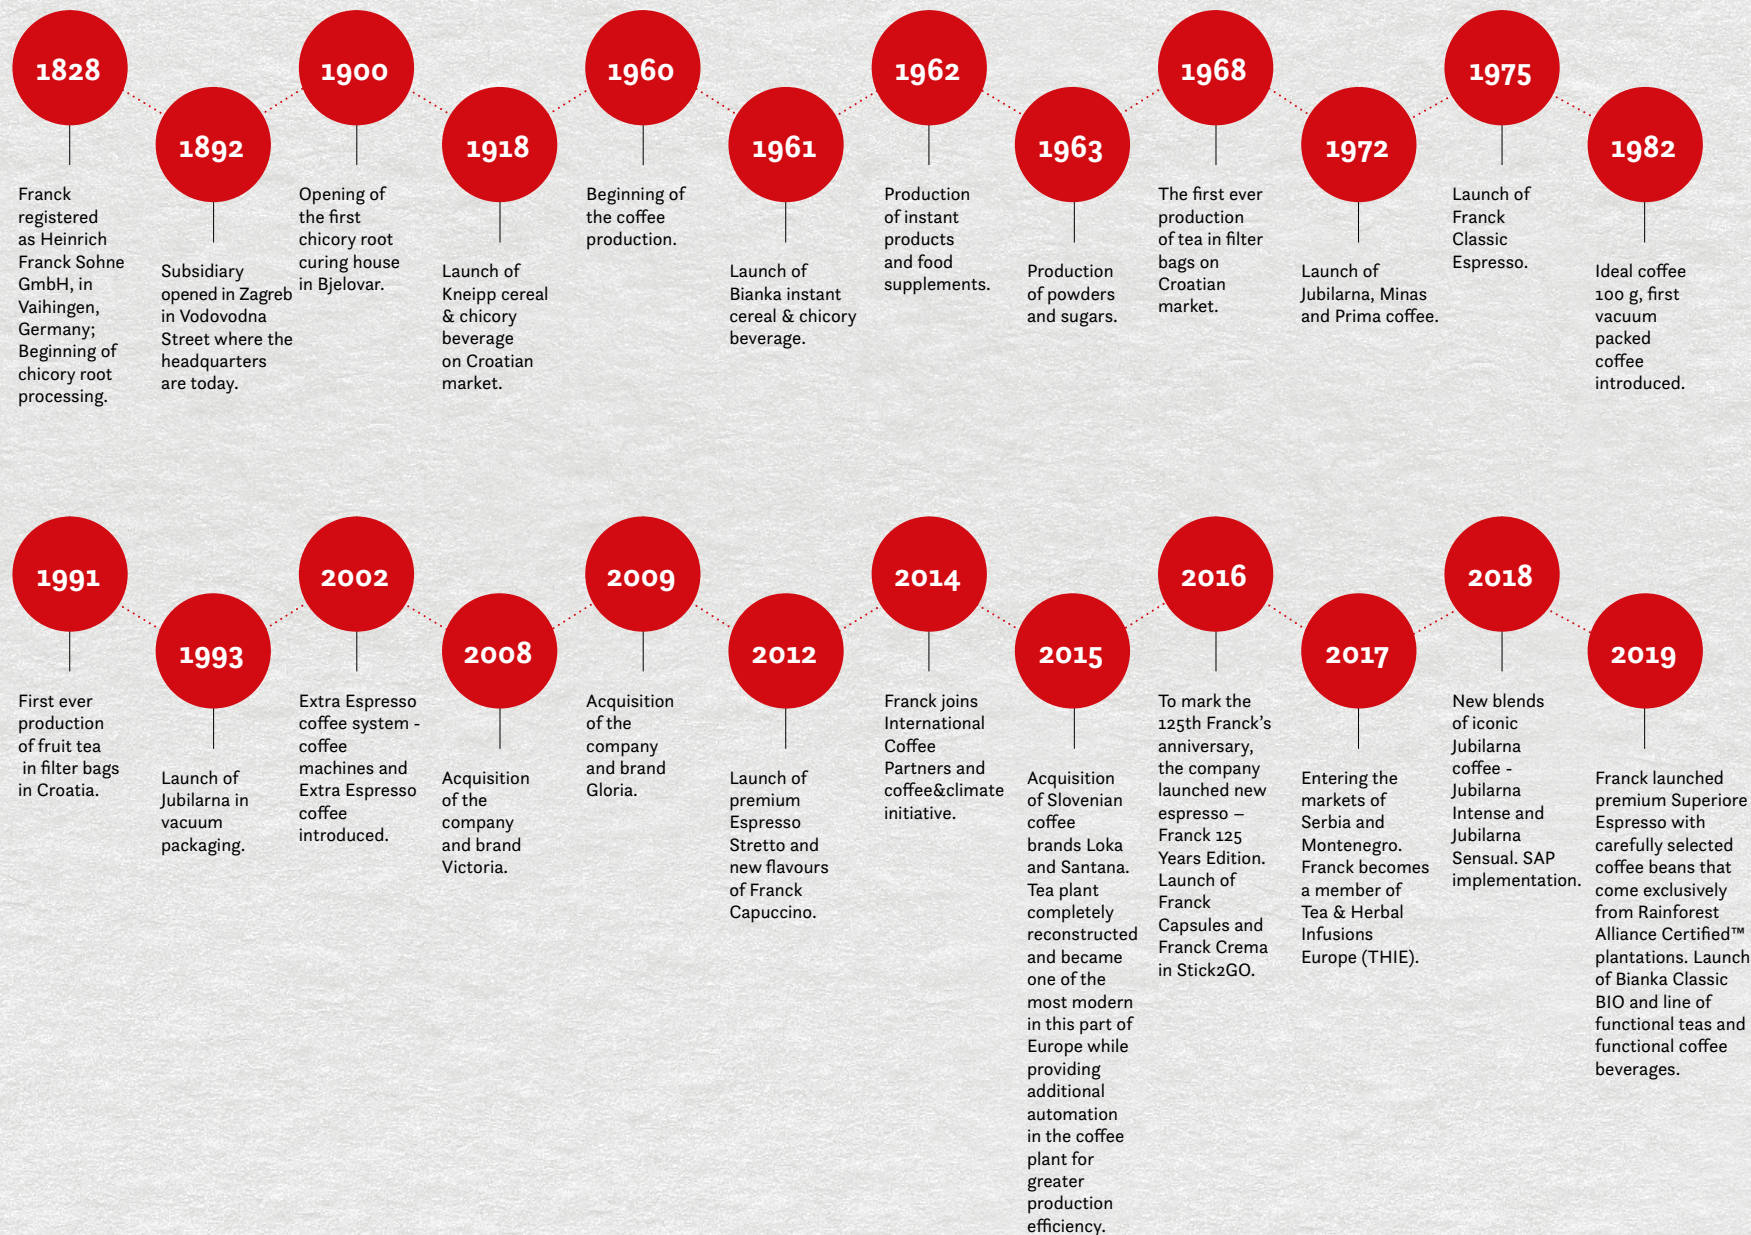 1828
Franck
registered
as Heinrich
Franck Sohne
GmbH, in
Vaihingen,
Germany;
Beginning of
chicory root
processing.
1892
Subsidiary
opened in Zagreb
in Vodovodna
Street where the
headquarters
are today.
1900
Opening of
the first
chicory root
curing house
in Bjelovar.
1918
Launch of
Kneipp cereal
& chicory
beverage
on Croatian
market.
1960
Beginning of
the coffee
production.
1961
Launch of
Bianka instant
cereal & chicory
beverage.
1962
Production
of instant
products
and food
supplements.
1963
Production
of powders
and sugars.
1968
The first ever
production
of tea in filter
bags on
Croatian
market.
1972
Launch of
Jubilarna, Minas
and Prima coffee.
1975
Launch of
Franck
Classic
Espresso.
1982
Ideal coffee
100 g, first
vacuum
packed
coffee
introduced.
1991
First ever
production
of fruit tea
in filter bags
in Croatia.
1993
Launch of
Jubilarna in
vacuum
packaging.
2002
Extra Espresso
coffee system -
coffee
machines and
Extra Espresso
coffee
introduced.
2008
Acquisition
of the
company
and brand
Victoria.
2009
Acquisition
of the
company
and brand
Gloria.
2012
Launch of
premium
Espresso
Stretto and
new flavours
of Franck
Capuccino.
2014
Franck joins
International
Coffee
Partners and
coffee&climate
initiative.
2015
Acquisition
of Slovenian
coffee
brands Loka
and Santana.
Tea plant
completely
reconstructed
and became
one of the
most modern
in this part of
Europe while
providing
additional
automation
in the coffee
plant for
greater
production
efficiency.
2016
To mark the
125th Franck's
anniversary,
the company
launched new
espresso –
Franck 125
Years Edition.
Launch of
Franck
Capsules and
Franck Crema
in Stick2GO.
2017
Entering the
markets of
Serbia and
Montenegro.
Franck becomes
a member of
Tea & Herbal
Infusions
Europe (THIE).
2018
New blends
of iconic
Jubilarna
coffee -
Jubilarna
Intense and
Jubilarna
Sensual. SAP
implementation.
2019
Franck launched
premium Superiore
Espresso with
carefully selected
coffee beans that
come exclusively
from Rainforest
Alliance Certified™
plantations. Launch
of Bianka Classic
BIO and line of
functional teas and
functional coffee
beverages.